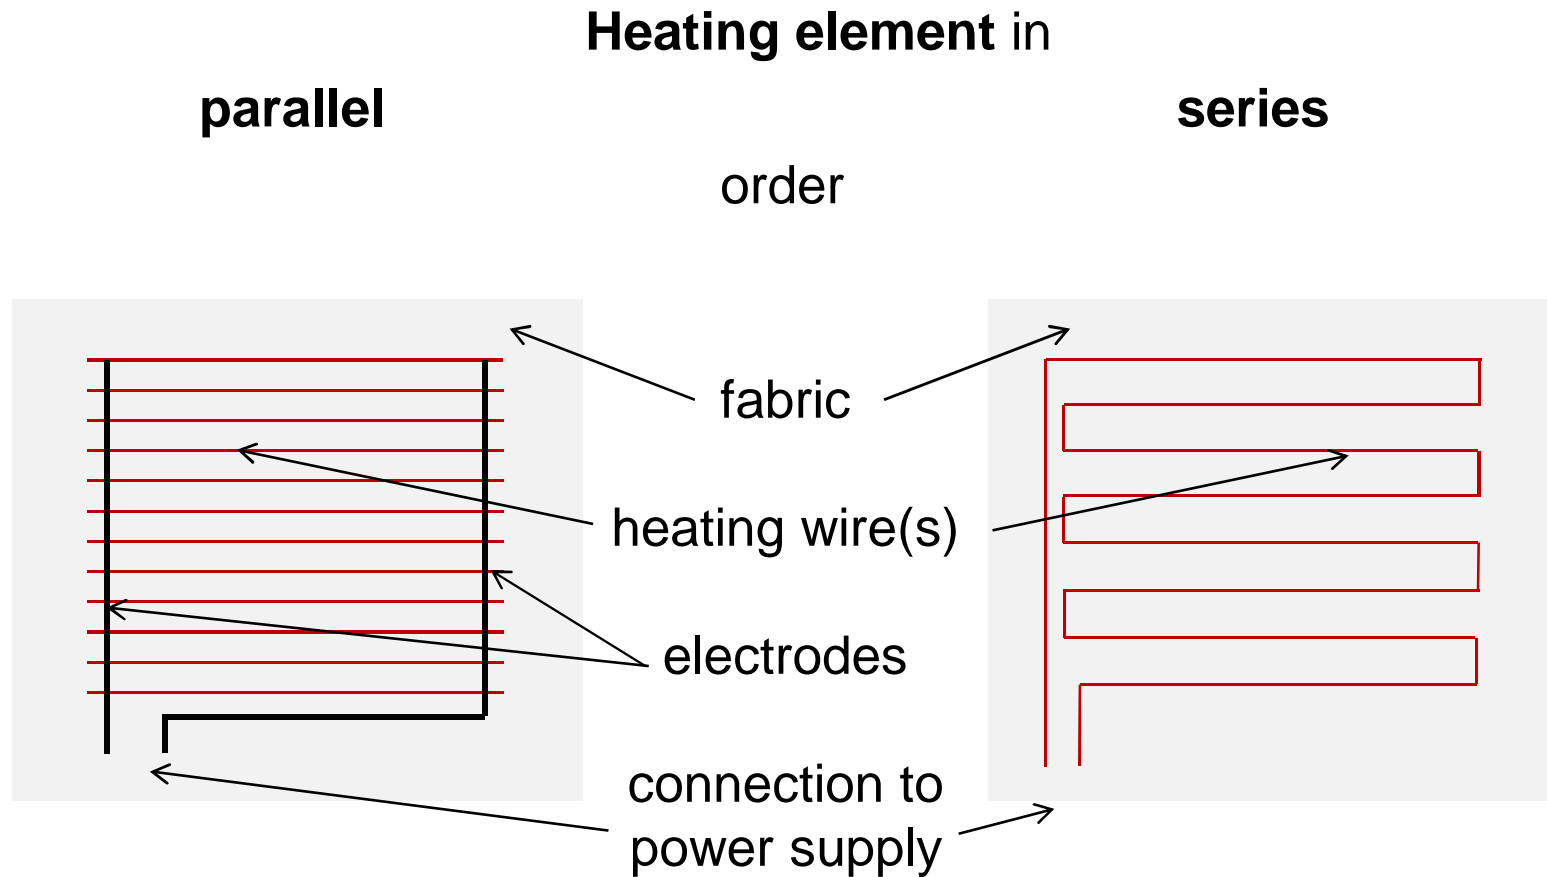 Heating element in
parallel
series
order
fabric
heating wire(s)
electrodes
connection to
power supply